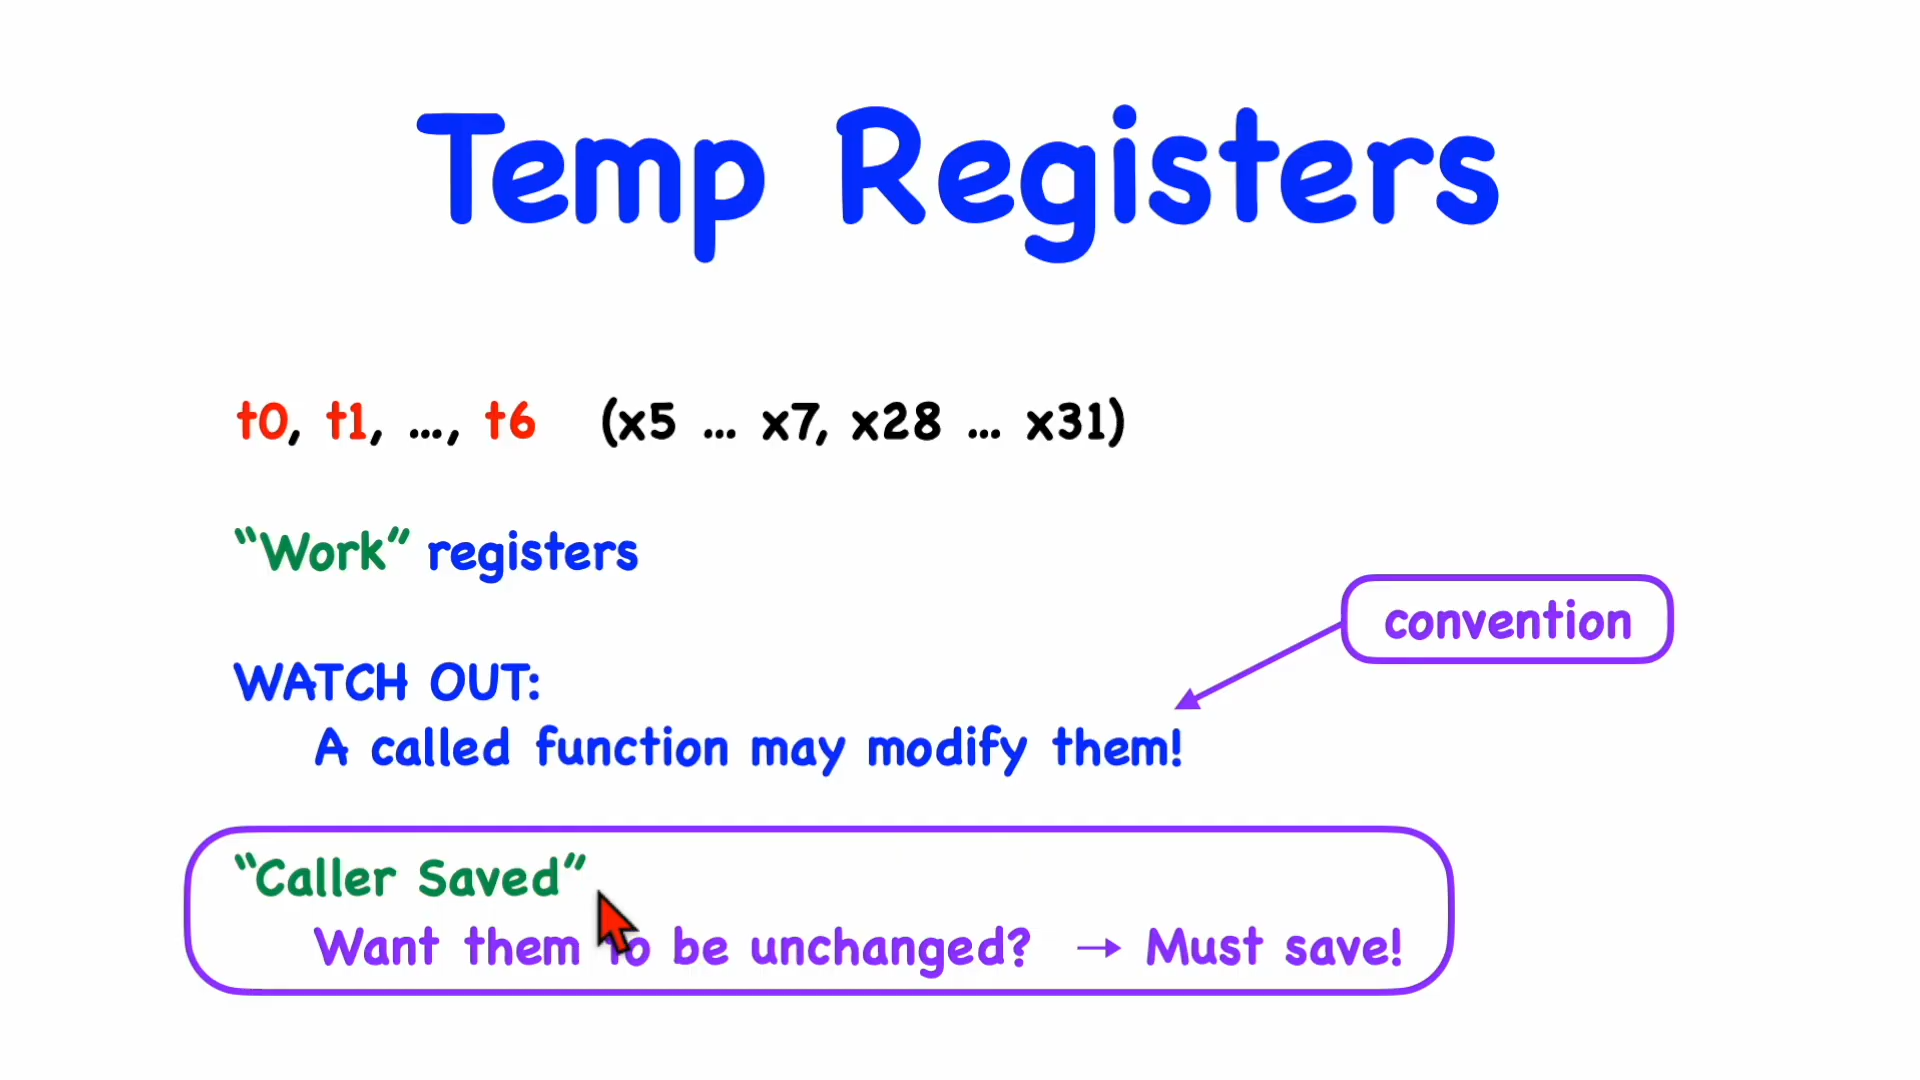 Temp Registers
t0, t1, ..., t6 (x5 ... x7, x28 ... x31)
“Work” registers
convention
WATCH OUT:
A called function may modify them!
“Caller Saved”
Want them to be unchanged? → Must save!